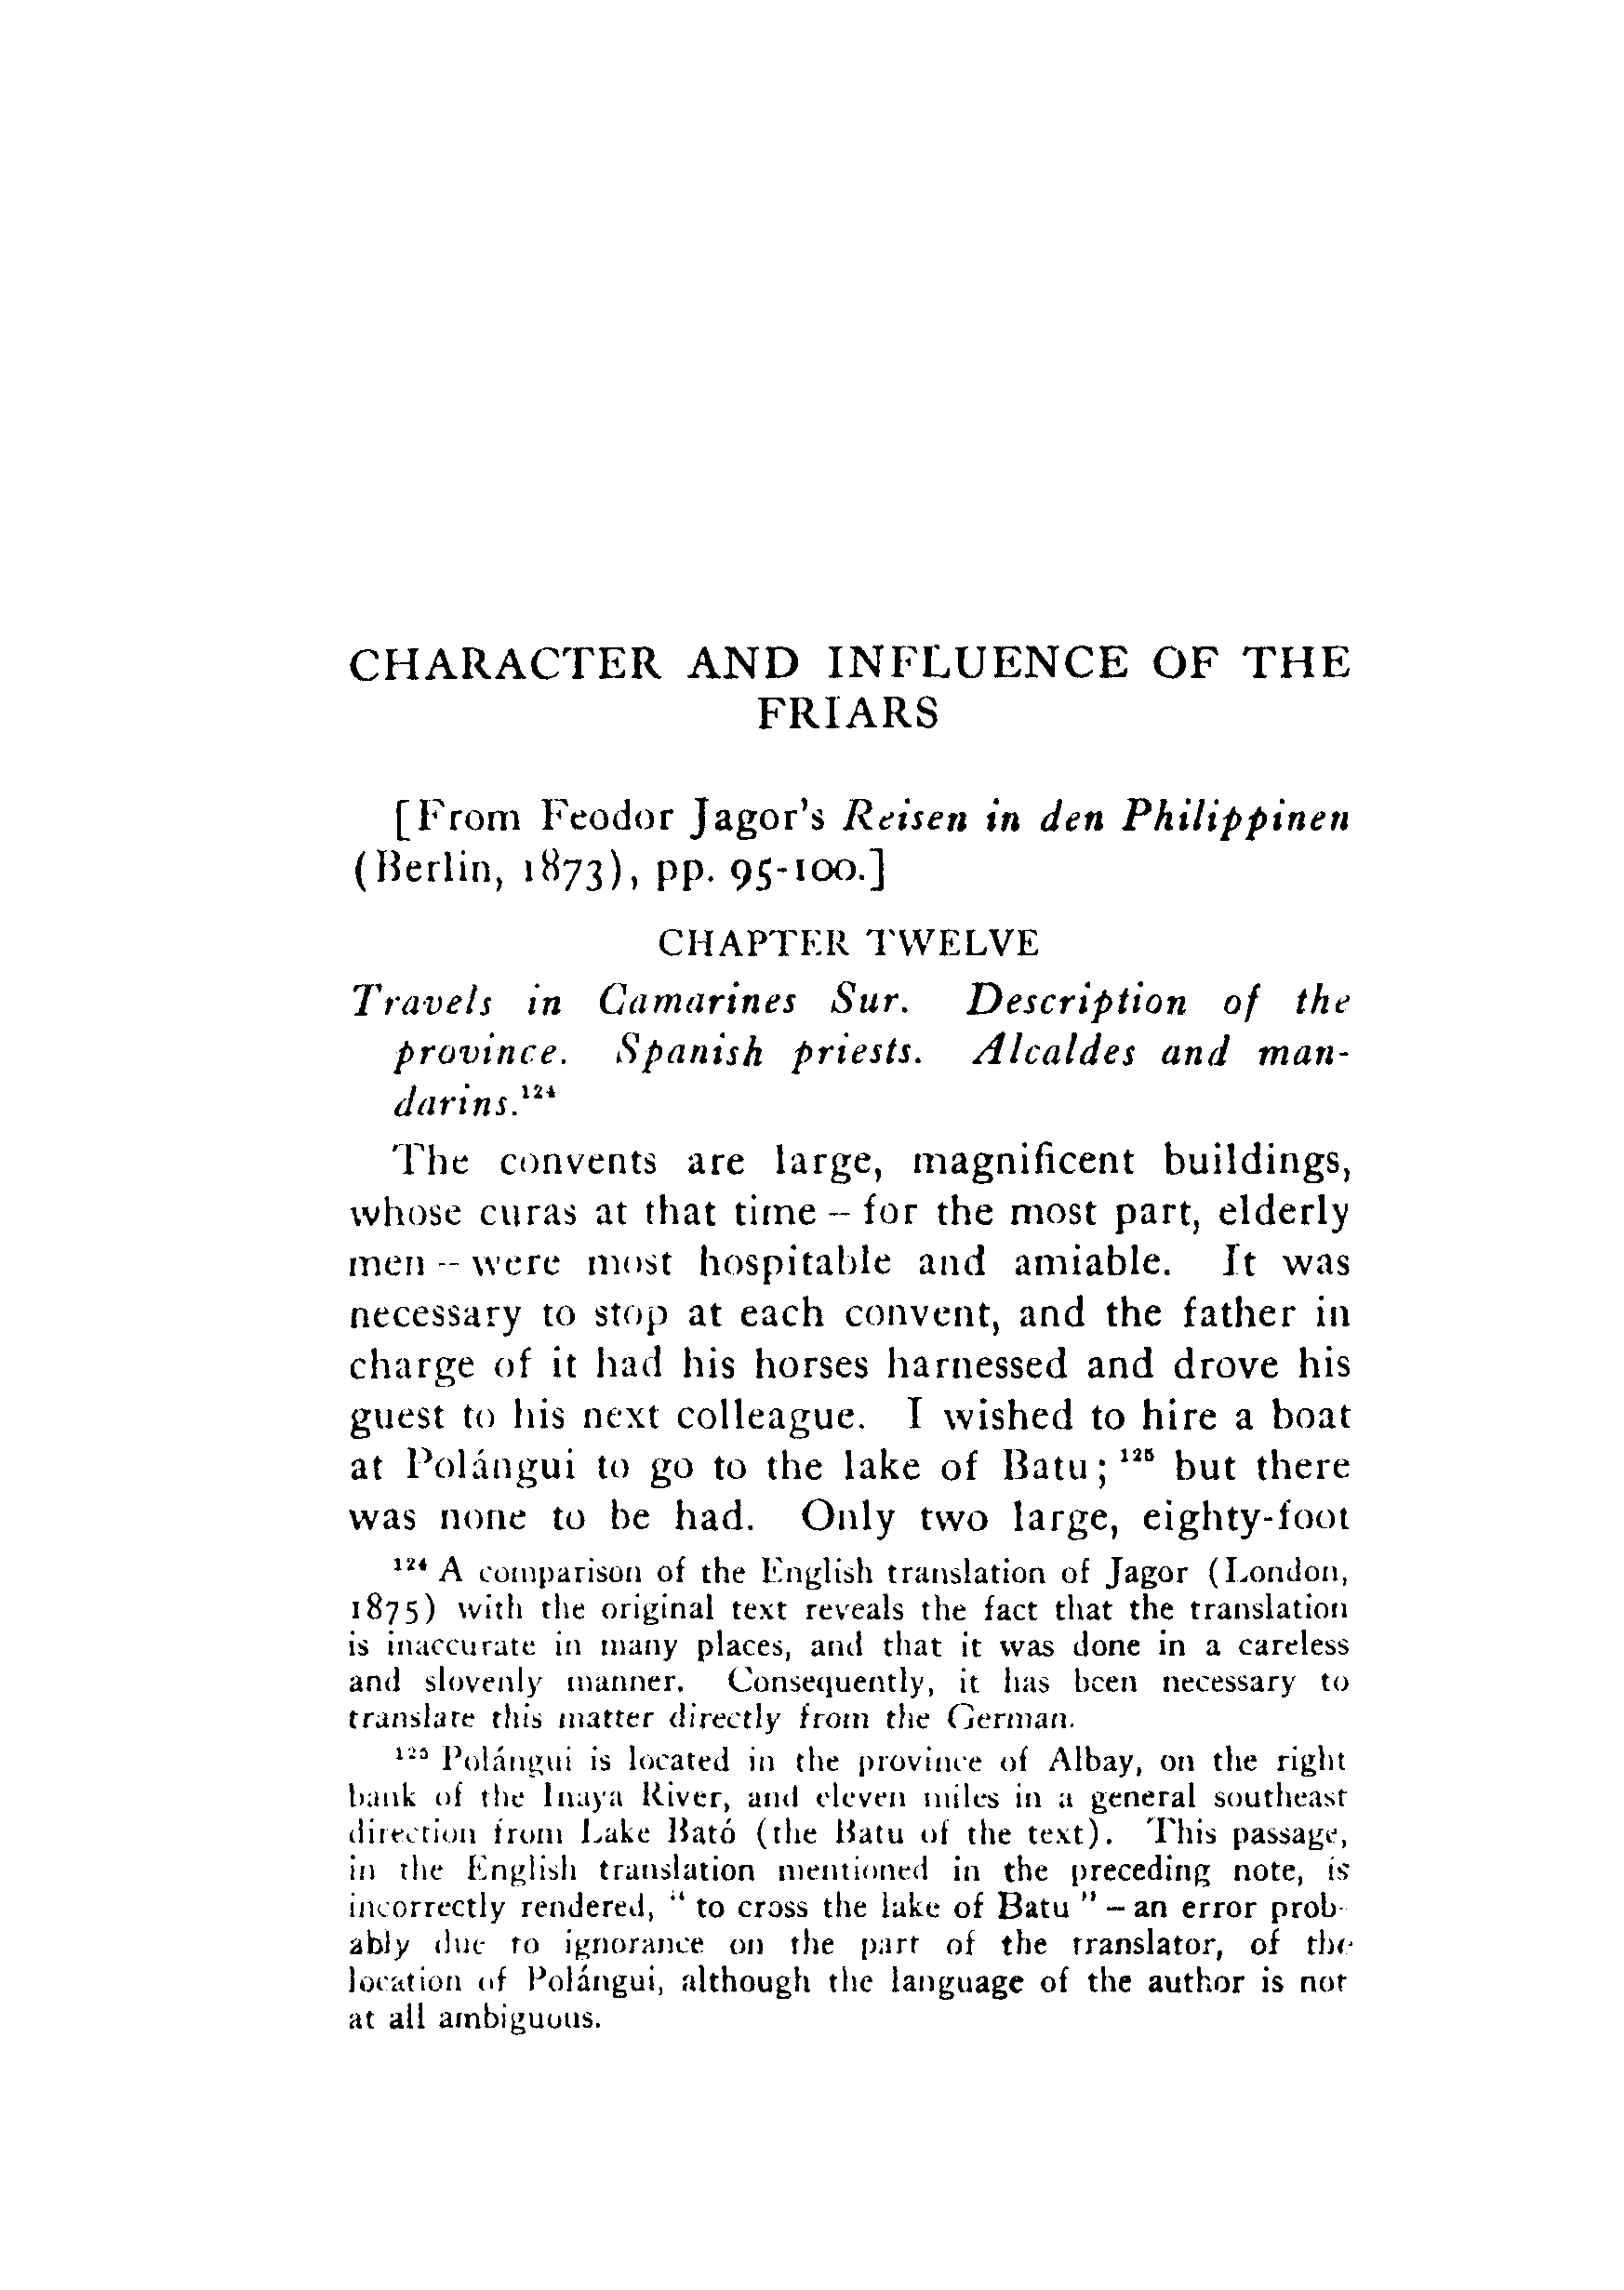 CHARACTER AND INFLUENCE OF THE
FRIARS
[From Feodor Jagor's Reisen in den Philippinen
(Berlin, 1873), pp. 95-100.]
CHAPTER TWELVE
Travels in Camarines Sur. Description of the
province. Spanish priests. Alcaldes and man-
darins.¹²⁴
The convents are large, magnificent buildings,
whose curas at that time – for the most part, elderly
men – were most hospitable and amiable. It was
necessary to stop at each convent, and the father in
charge of it had his horses harnessed and drove his
guest to his next colleague. I wished to hire a boat
at Polángui to go to the lake of Batu; ¹²⁵ but there
was none to be had. Only two large, eighty-foot
¹²⁴ A comparison of the English translation of Jagor (London,
1875) with the original text reveals the fact that the translation
is inaccurate in many places, and that it was done in a careless
and slovenly manner. Consequently, it has been necessary to
translate this matter directly from the German.
¹²⁵ Polángui is located in the province of Albay, on the right
bank of the Inaya River, and eleven miles in a general southeast
direction from Lake Bató (the Batu of the text). This passage,
in the English translation mentioned in the preceding note, is
incorrectly rendered, " to cross the lake of Batu " – an error prob-
ably due to ignorance on the part of the translator, of the
location of Polángui, although the language of the author is not
at all ambiguous.